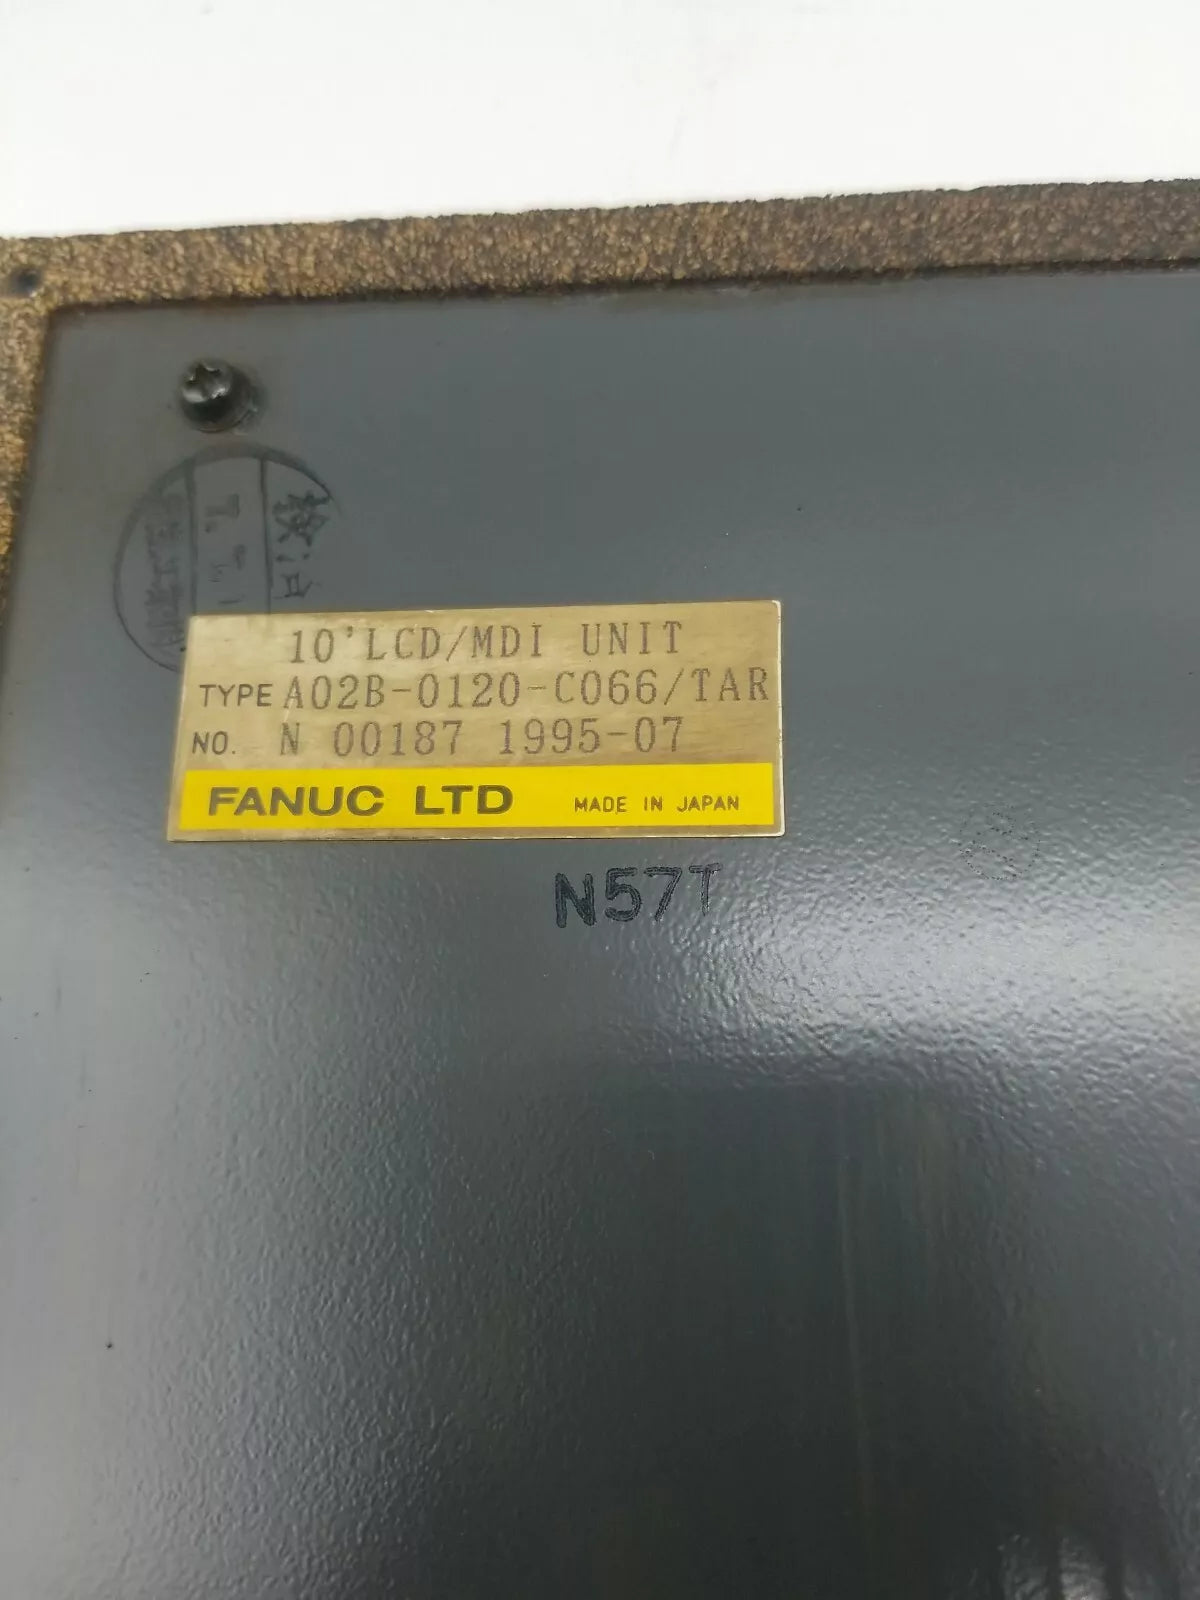 10'LCD/MDI UNIT
TYPE A02B-0120-C066/TAR
NO. N 00187 1995-07
FANUC LTD MADE IN JAPAN
N57T